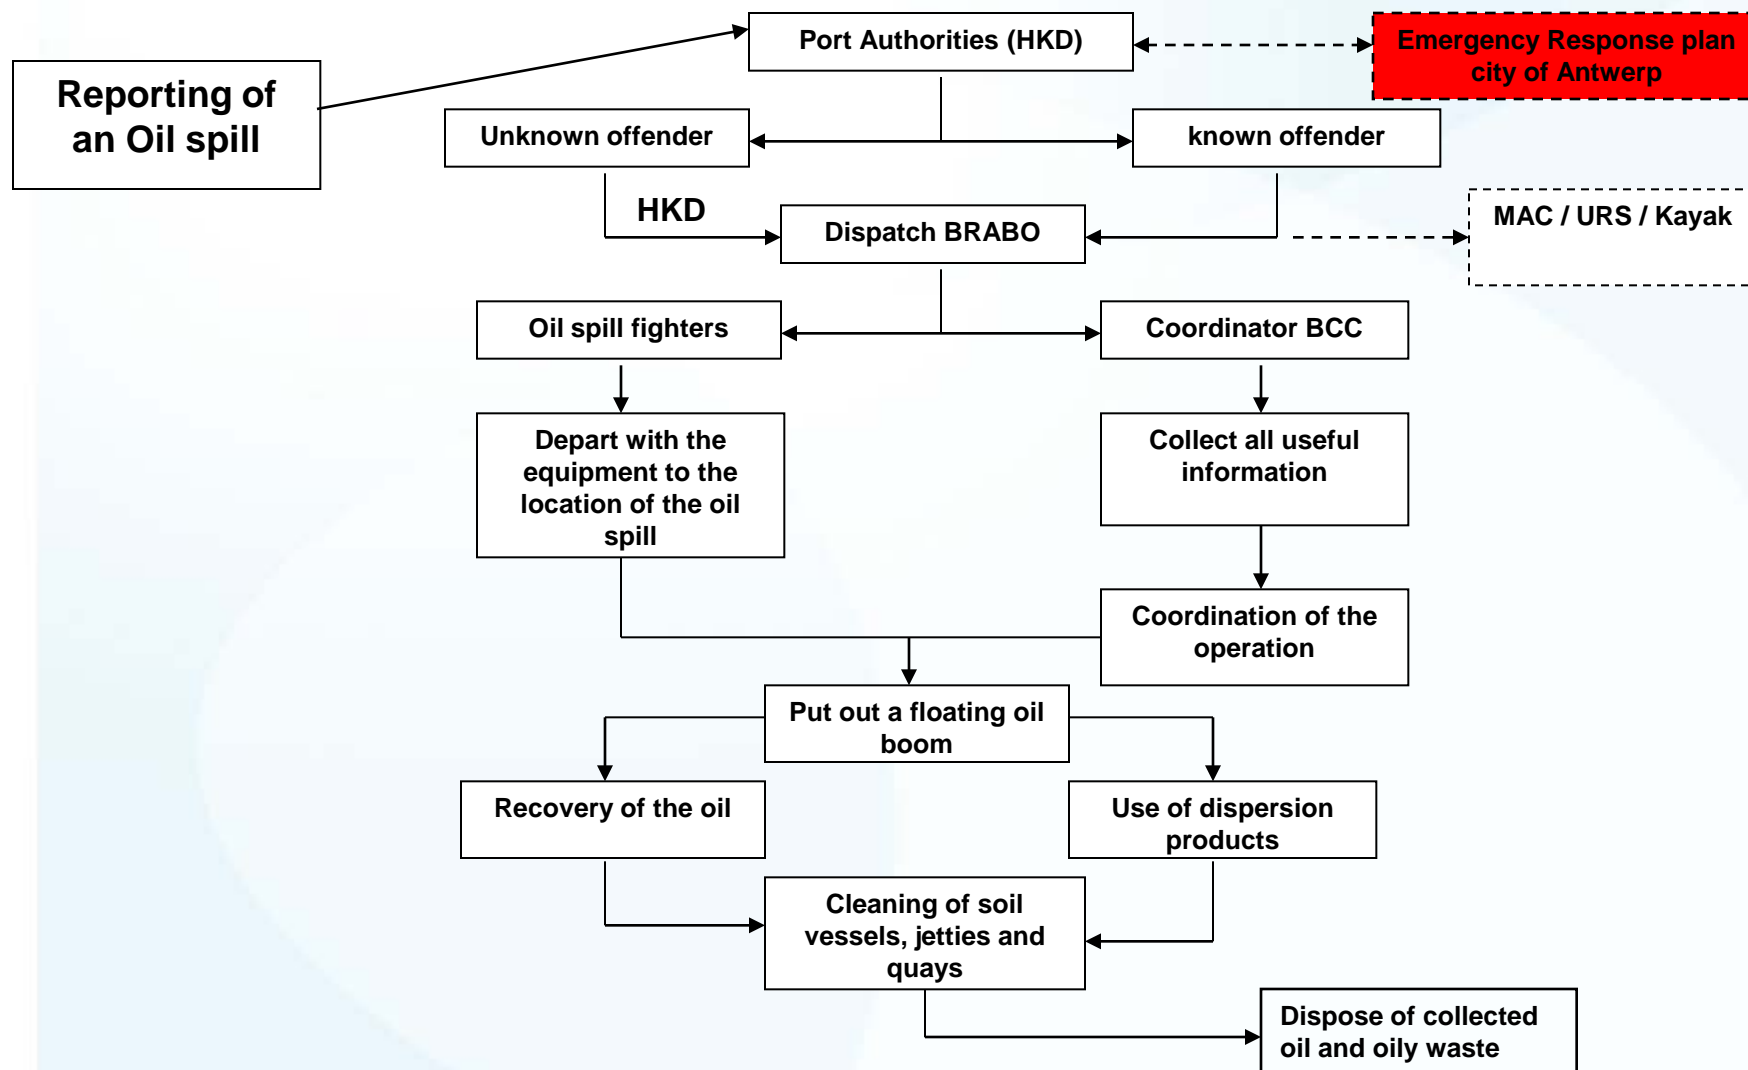 Port Authorities (HKD)
Emergency Response plan
city of Antwerp
Reporting of
an Oil spill
Unknown offender
known offender
HKD
MAC / URS / Kayak
Dispatch BRABO
Oil spill fighters
Coordinator BCC
Depart with the
equipment to the
location of the oil
spill
Collect all useful
information
Coordination of the
operation
Put out a floating oil
boom
Recovery of the oil
Use of dispersion
products
Cleaning of soil
vessels, jetties and
quays
Dispose of collected
oil and oily waste